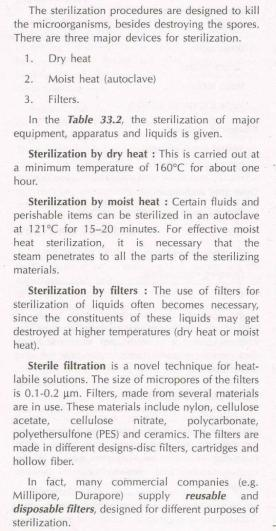 The sterilization procedures are designed to kill
the microorganisms, besides destroying the spores.
There are three major devices for sterilization.
1. Dry heat
2. Moist heat (autoclave)
3. Filters.
In the Table 33.2, the sterilization of major
equipment, apparatus and liquids is given.
Sterilization by dry heat : This is carried out at
a minimum temperature of 160°C for about one
hour.
Sterilization by moist heat : Certain fluids and
perishable items can be sterilized in an autoclave
at 121°C for 15–20 minutes. For effective moist
heat sterilization, it is necessary that the
steam penetrates to all the parts of the sterilizing
materials.
Sterilization by filters : The use of filters for
sterilization of liquids often becomes necessary,
since the constituents of these liquids may get
destroyed at higher temperatures (dry heat or moist
heat).
Sterile filtration is a novel technique for heat-
labile solutions. The size of micropores of the filters
is 0.1-0.2 µm. Filters, made from several materials
are in use. These materials include nylon, cellulose
acetate, cellulose nitrate, polycarbonate,
polyethersulfone (PES) and ceramics. The filters are
made in different designs-disc filters, cartridges and
hollow fiber.
In fact, many commercial companies (e.g.
Millipore, Durapore) supply reusable and
disposable filters, designed for different purposes of
sterilization.